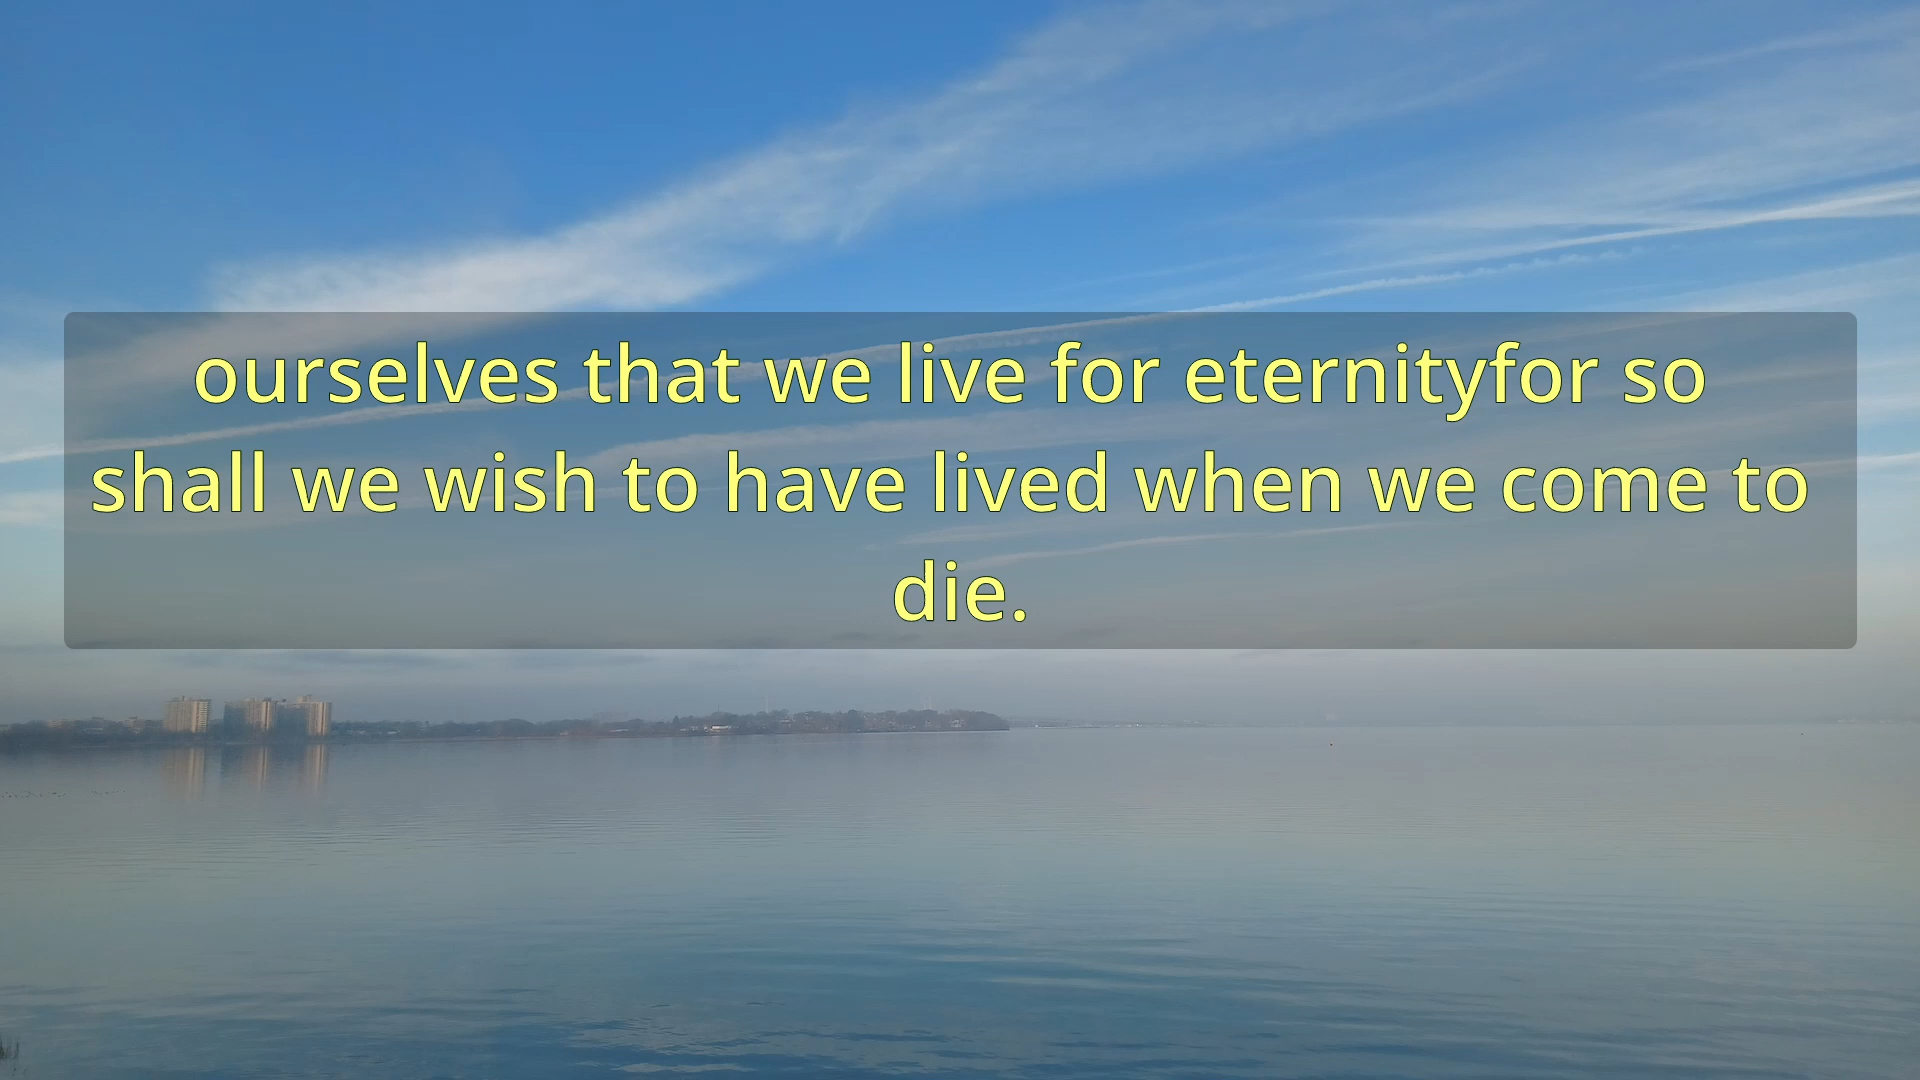 ourselves that we live for eternityfor so
shall we wish to have lived when we come to
die.